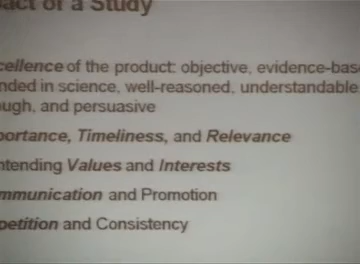 act of a Study
cellence of the product: objective, evidence-bas
nded in science, well-reasoned, understandable
ugh, and persuasive
portance, Timeliness, and Relevance
ntending Values and Interests
mmunication and Promotion
petition and Consistency